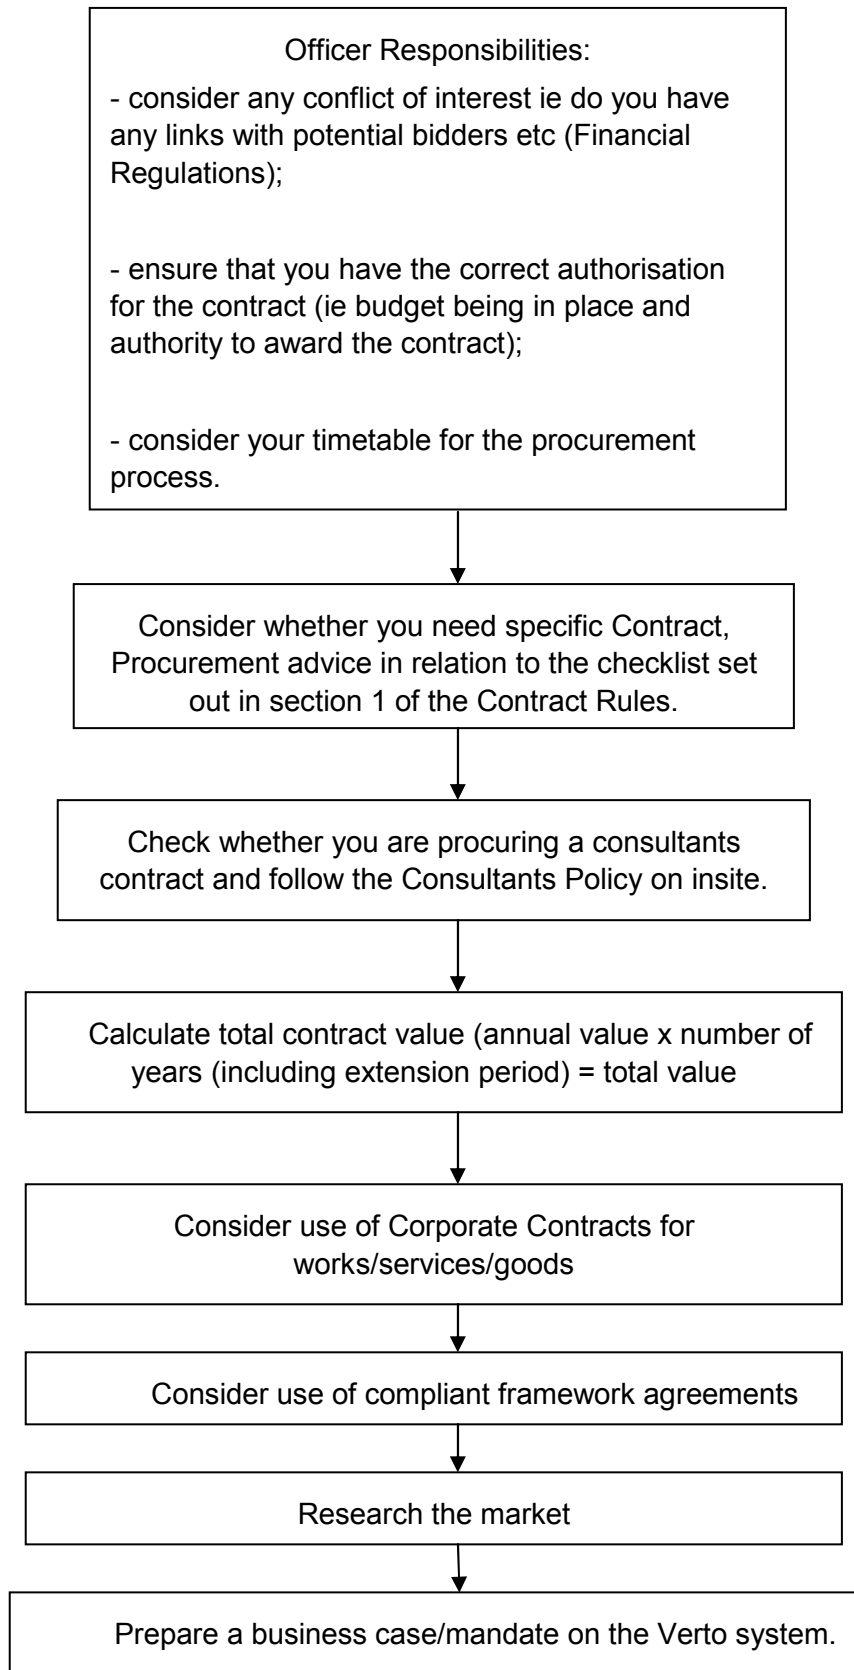 Officer Responsibilities:
- consider any conflict of interest ie do you have
any links with potential bidders etc (Financial
Regulations);
- ensure that you have the correct authorisation
for the contract (ie budget being in place and
authority to award the contract);
- consider your timetable for the procurement
process.
Consider whether you need specific Contract,
Procurement advice in relation to the checklist set
out in section 1 of the Contract Rules.
Check whether you are procuring a consultants
contract and follow the Consultants Policy on insite.
Calculate total contract value (annual value x number of
years (including extension period) = total value
Consider use of Corporate Contracts for
works/services/goods
Consider use of compliant framework agreements
Research the market
Prepare a business case/mandate on the Verto system.